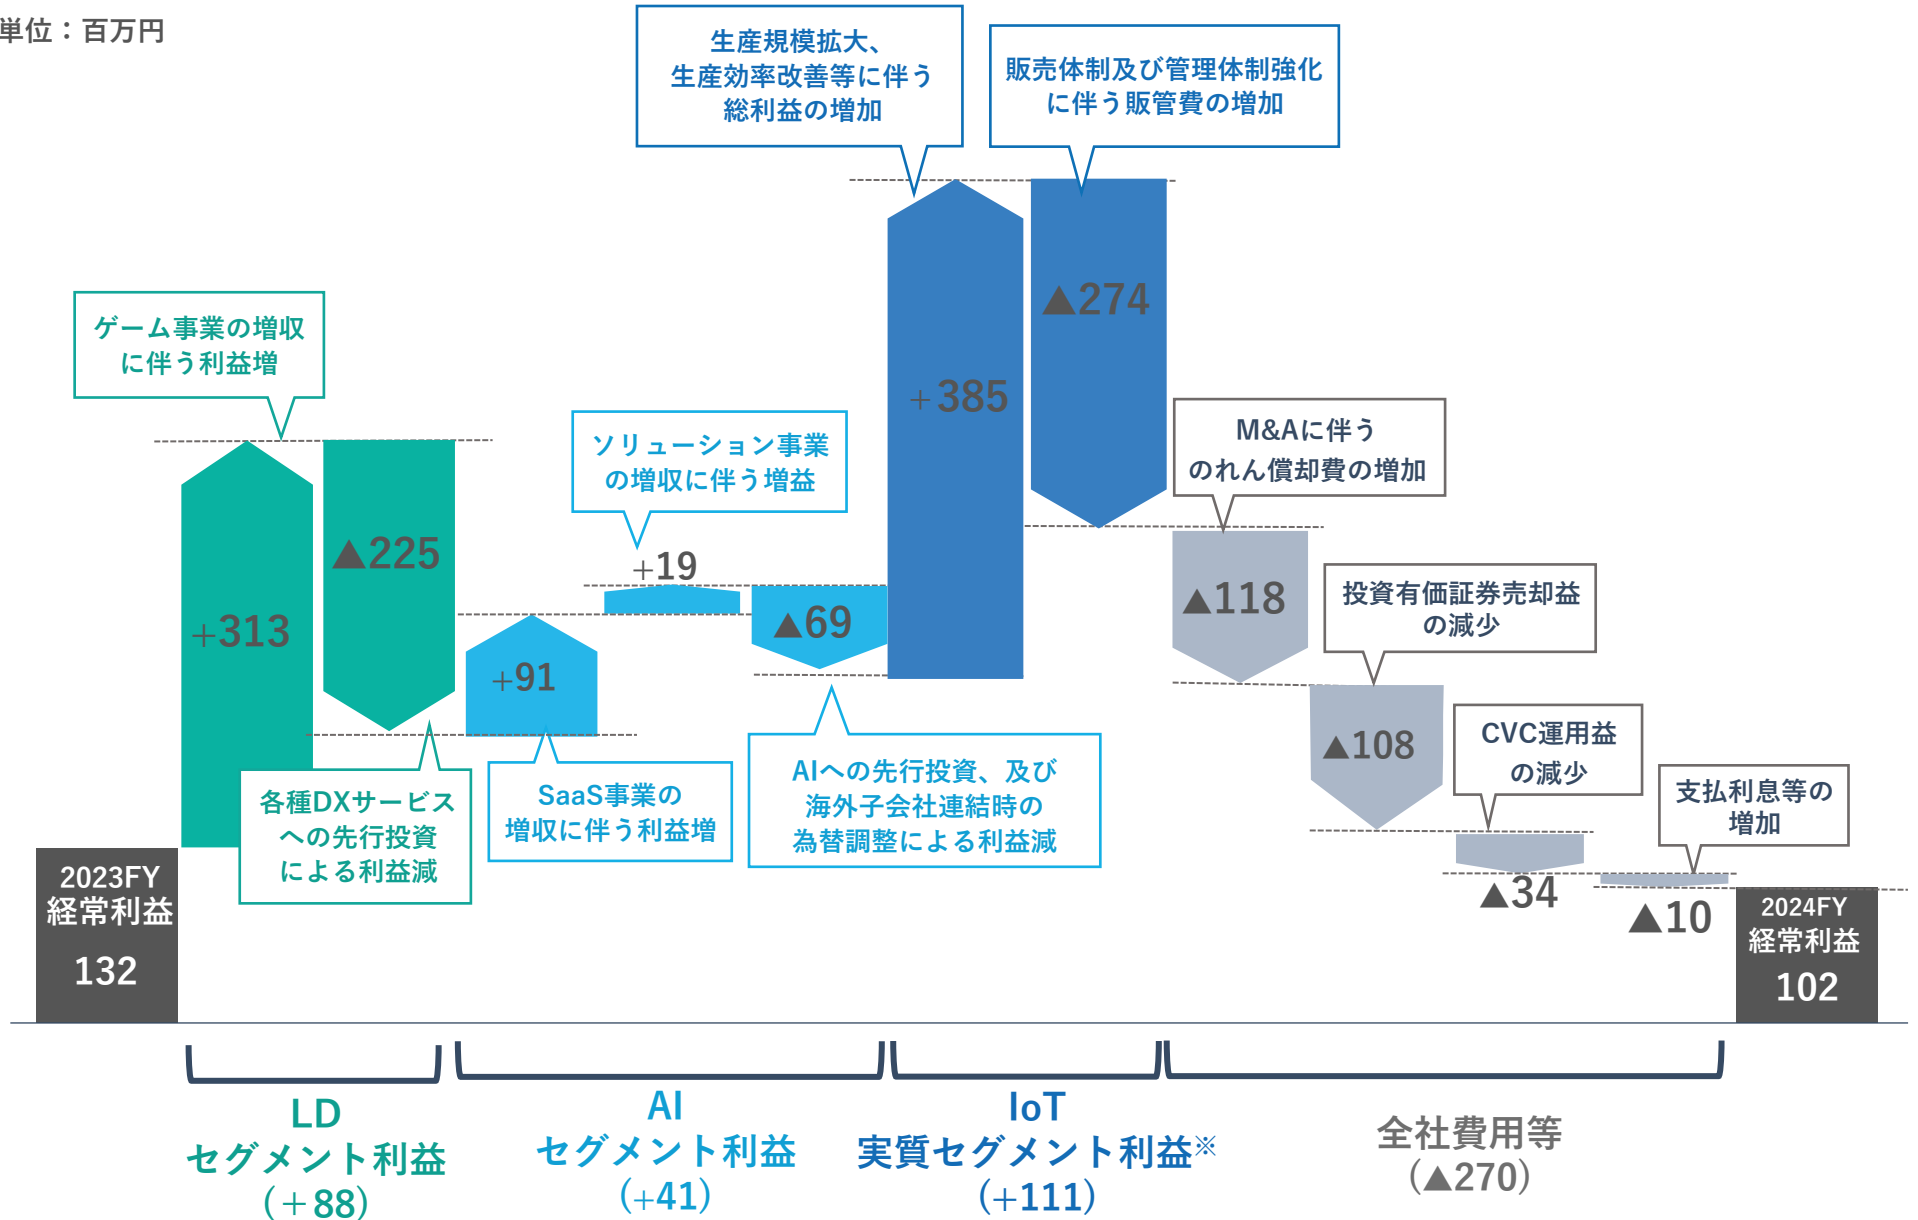 単位：百万円
生産規模拡大、
生産効率改善等に伴う
総利益の増加
販売体制及び管理体制強化
に伴う販管費の増加
ゲーム事業の増収
に伴う利益増
▲274
+385
M&Aに伴う
のれん償却費の増加
ソリューション事業
の増収に伴う増益
▲225
+19
+313
▲69
▲118
投資有価証券売却益
の減少
+91
▲108
CVC運用益
の減少
各種DXサービス
への先行投資
による利益減
SaaS事業の
増収に伴う利益増
AIへの先行投資、及び
海外子会社連結時の
為替調整による利益減
支払利息等の
増加
▲34
▲10
2023FY
経常利益
132
2024FY
経常利益
102
LD
セグメント利益
(+88)
AI
セグメント利益
(+41)
IoT
実質セグメント利益※
(+111)
全社費用等
(▲270)